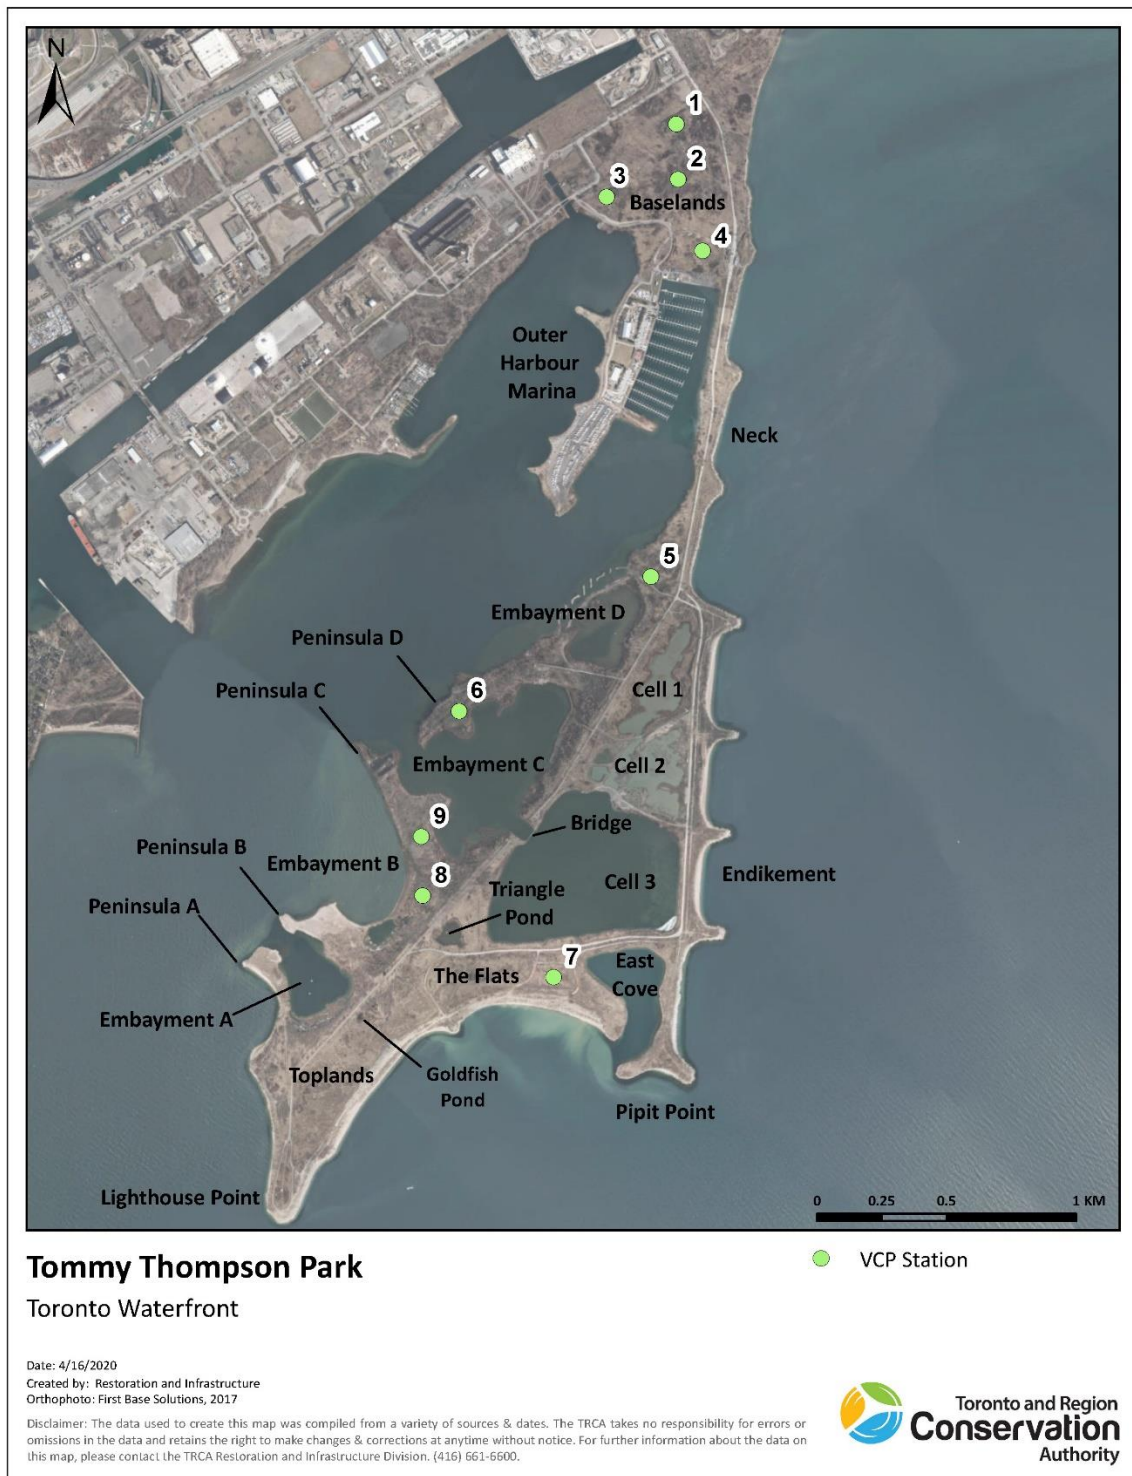 N
1
2
3
Baselands
4
Outer
Harbour
Marina
Neck
5
Embayment D
Peninsula D
Peninsula C
6
Cell 1
Embayment C
Cell 2
9
Bridge
Peninsula B
Embayment B
8
Cell 3
Endikement
Triangle
Pond
Peninsula A
7
The Flats
East
Cove
Embayment A
Toplands
Goldfish
Pond
Pipit Point
Lighthouse Point
0 0.25 0.5 1 KM
Tommy Thompson Park
VCP Station
Toronto Waterfront
Date: 4/16/2020
Created by: Restoration and Infrastructure
Orthophoto: First Base Solutions, 2017
Disclaimer: The data used to create this map was compiled from a variety of sources & dates. The TRCA takes no responsibility for errors or
omissions in the data and retains the right to make changes & corrections at anytime without notice. For further information about the data on
this map, please contact the TRCA Restoration and Infrastructure Division. (416) 661-6600.
Toronto and Region
Conservation
Authority